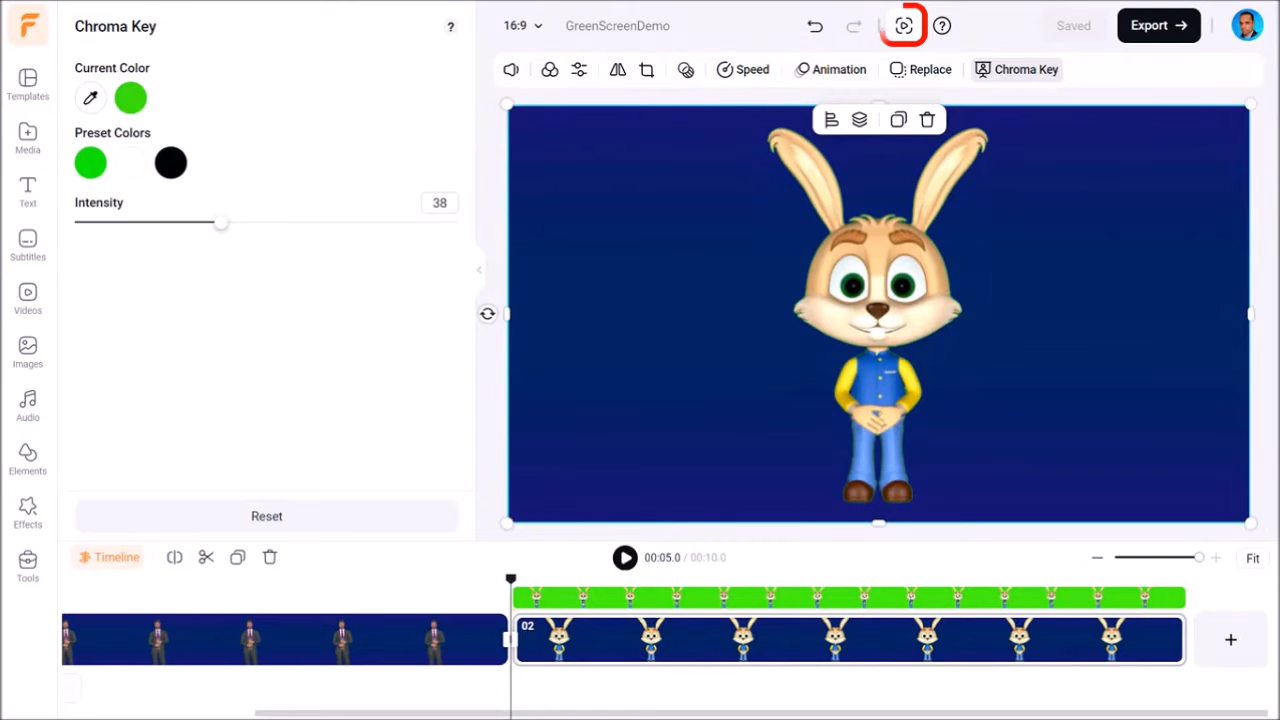 Chroma Key
?
16:9
GreenScreenDemo
Saved
Export
Speed
Animation
Replace
Chroma Key
Templates
Media
Text
Subtitles
Videos
Images
Audio
Elements
Effects
Tools
Current Color
Preset Colors
Intensity
38
Reset
Timeline
00:05.0 / 00:10.0
Fit
02